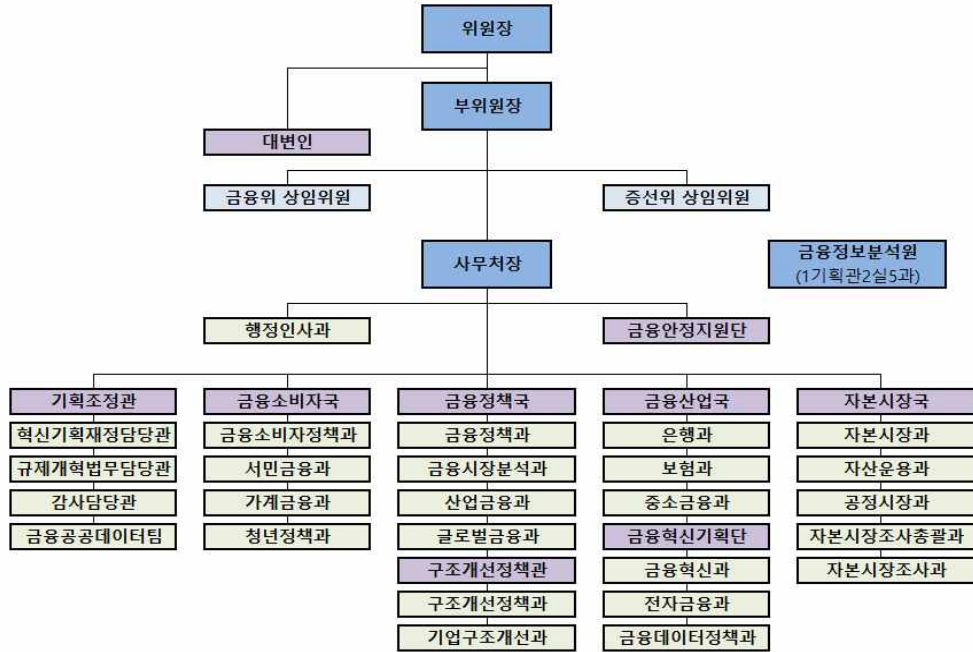 위원장
부위원장
대변인
금융위 상임위원
증선위 상임위원
사무처장
금융정보분석원
(1기획관2실5과)
행정인사과
금융안정지원단
기획조정관
혁신기획재정담당관
규제개혁법무담당관
감사담당관
금융공공데이터팀
금융소비자국
금융소비자정책과
서민금융과
가계금융과
청년정책과
금융정책국
금융정책과
금융시장분석과
산업금융과
글로벌금융과
구조개선정책관
구조개선정책과
기업구조개선과
금융산업국
은행과
보험과
중소금융과
금융혁신기획단
금융혁신과
전자금융과
금융데이터정책과
자본시장국
자본시장과
자산운용과
공정시장과
자본시장조사총괄과
자본시장조사과